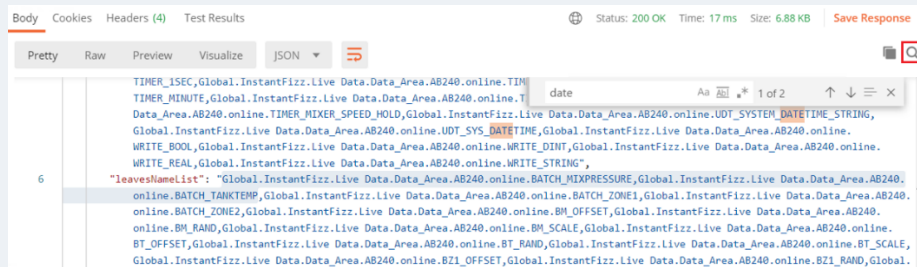 Body Cookies Headers (4) Test Results Status: 200 OK Time: 17 ms Size: 6.88 KB Save Response
Pretty Raw Preview Visualize JSON
TIMER_1SEC,Global.InstantFizz.Live Data.Data_Area.AB240.online.TIM
date Aa Abl .* 1 of 2
TIMER_MINUTE,Global.InstantFizz.Live Data.Data_Area.AB240.online.T
Data_Area.AB240.online.TIMER_MIXER_SPEED_HOLD,Global.InstantFizz.Live Data.Data_Area.AB240.online.UDT_SYSTEM_DATETIME_STRING,
Global.InstantFizz.Live Data.Data_Area.AB240.online.UDT_SYS_DATETIME,Global.InstantFizz.Live Data.Data_Area.AB240.online.
WRITE_BOOL,Global.InstantFizz.Live Data.Data_Area.AB240.online.WRITE_DINT,Global.InstantFizz.Live Data.Data_Area.AB240.online.
WRITE_REAL,Global.InstantFizz.Live Data.Data_Area.AB240.online.WRITE_STRING",
6 "leavesNameList": "Global.InstantFizz.Live Data.Data_Area.AB240.online.BATCH_MIXPRESSURE,Global.InstantFizz.Live Data.Data_Area.AB240.
online.BATCH_TANKTEMP,Global.InstantFizz.Live Data.Data_Area.AB240.online.BATCH_ZONE1,Global.InstantFizz.Live Data.Data_Area.AB240.
online.BATCH_ZONE2,Global.InstantFizz.Live Data.Data_Area.AB240.online.BM_OFFSET,Global.InstantFizz.Live Data.Data_Area.AB240.
online.BM_RAND,Global.InstantFizz.Live Data.Data_Area.AB240.online.BM_SCALE,Global.InstantFizz.Live Data.Data_Area.AB240.online.
BT_OFFSET,Global.InstantFizz.Live Data.Data_Area.AB240.online.BT_RAND,Global.InstantFizz.Live Data.Data_Area.AB240.online.BT_SCALE,
Global.InstantFizz.Live Data.Data_Area.AB240.online.BZ1_OFFSET,Global.InstantFizz.Live Data.Data_Area.AB240.online.BZ1_RAND,Global.